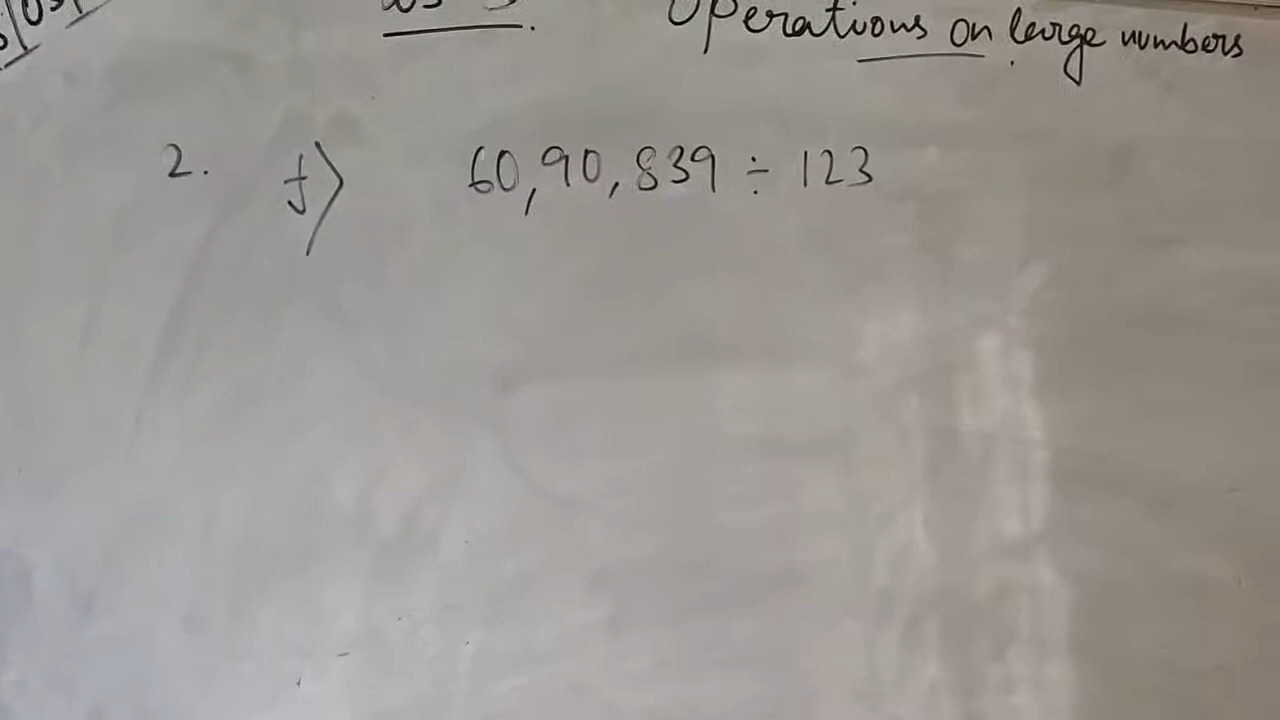 Operations on large numbers
2. f) 60,90,839 ÷ 123